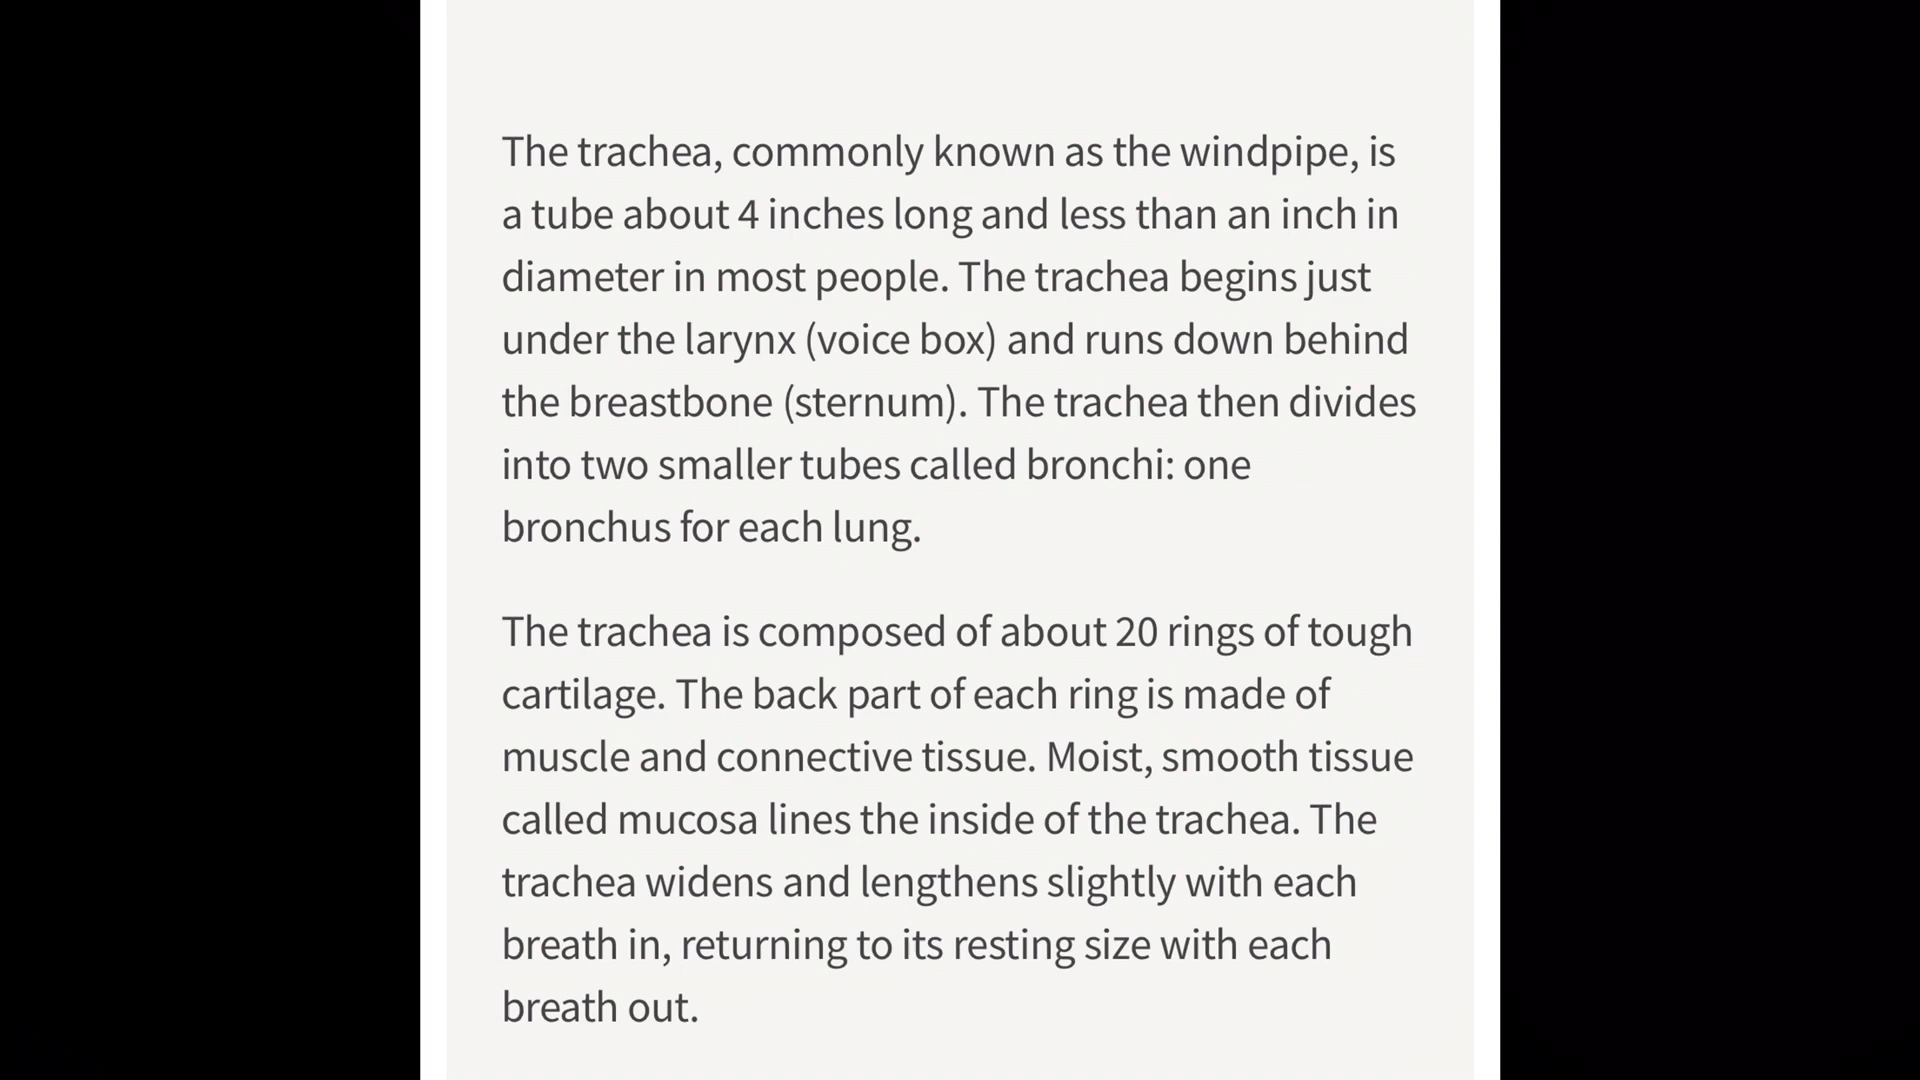 The trachea, commonly known as the windpipe, is
a tube about 4 inches long and less than an inch in
diameter in most people. The trachea begins just
under the larynx (voice box) and runs down behind
the breastbone (sternum). The trachea then divides
into two smaller tubes called bronchi: one
bronchus for each lung.
The trachea is composed of about 20 rings of tough
cartilage. The back part of each ring is made of
muscle and connective tissue. Moist, smooth tissue
called mucosa lines the inside of the trachea. The
trachea widens and lengthens slightly with each
breath in, returning to its resting size with each
breath out.